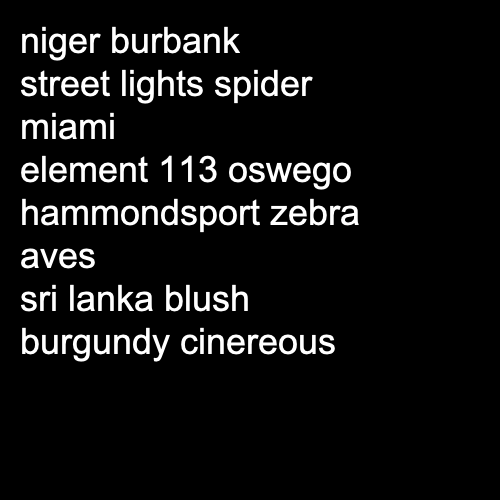 niger burbank
street lights spider
miami
element 113 oswego
hammondsport zebra
aves
sri lanka blush
burgundy cinereous